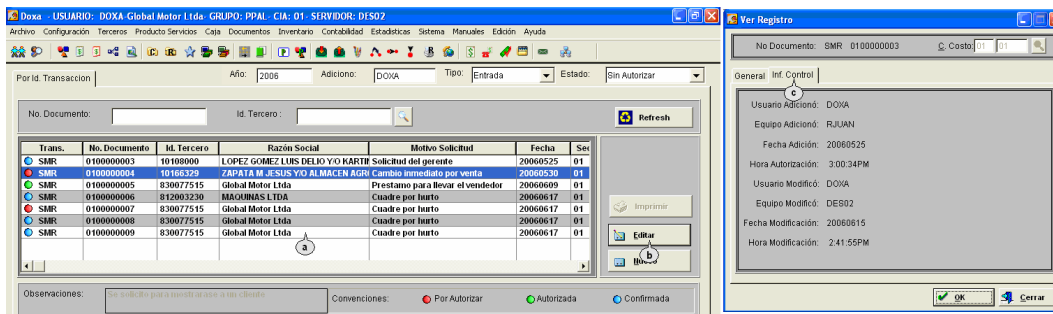 Doxa - USUARIO: DOXA-Global Motor Ltda- GRUPO: PPAL- CIA: 01- SERVIDOR: DES02
Archivo Configuración Terceros Producto Servicios Caja Documentos Inventario Contabilidad Estadisticas Sistema Manuales Edición Ayuda
Por Id. Transaccion Año: 2006 Adiciono: DOXA Tipo: Entrada Estado: Sin Autorizar
No. Documento: Id. Tercero : Refresh
Trans. No. Documento Id. Tercero Razón Social Motivo Solicitud Fecha Sec
SMR 0100000003 10108000 LOPEZ GOMEZ LUIS DELIO Y/O KARTIN Solicitud del gerente 20060525 01
SMR 0100000004 10166329 ZAPATA M JESUS Y/O ALMACEN AGRI Cambio inmediato por venta 20060530 01
SMR 0100000005 830077515 Global Motor Ltda Prestamo para llevar el vendedor 20060609 01
SMR 0100000006 812003230 MAQUINAS LTDA Cuadre por hurto 20060617 01
SMR 0100000007 830077515 Global Motor Ltda Cuadre por hurto 20060617 01
SMR 0100000008 830077515 Global Motor Ltda Cuadre por hurto 20060617 01
SMR 0100000009 830077515 Global Motor Ltda Cuadre por hurto 20060617 01
a
Imprimir
Editar
b
Nuevo
Observaciones: Se solicito para mostrarase a un cliente Convenciones: Por Autorizar Autorizada Confirmada
Ver Registro
No Documento: SMR 0100000003 C. Costo: 01 01
General Inf. Control
c
Usuario Adicionó: DOXA
Equipo Adicionó: RJUAN
Fecha Adición: 20060525
Hora Autorización: 3:00:34PM
Usuario Modificó: DOXA
Equipo Modificó: DES02
Fecha Modificación: 20060615
Hora Modificación: 2:41:55PM
OK Cerrar